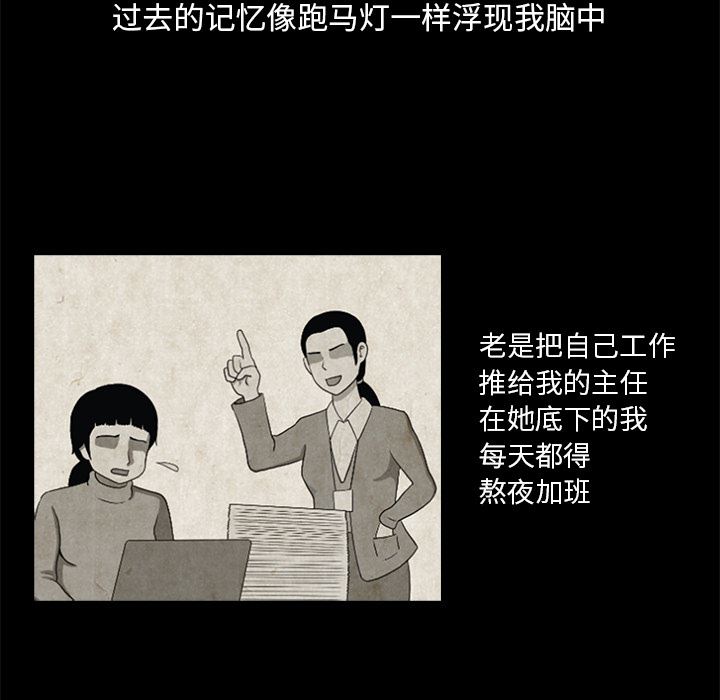 过去的记忆像跑马灯一样浮现我脑中
老是把自己工作
推给我的主任
在她底下的我
每天都得
熬夜加班